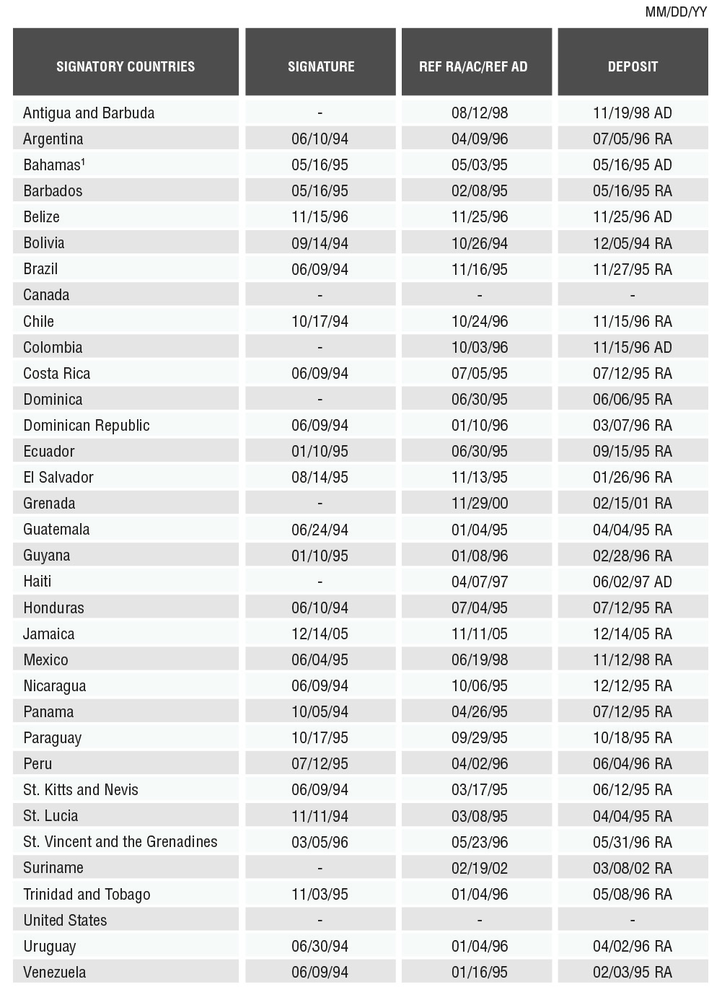 MM/DD/YY
SIGNATORY COUNTRIES SIGNATURE REF RA/AC/REF AD DEPOSIT
Antigua and Barbuda - 08/12/98 11/19/98 AD
Argentina 06/10/94 04/09/96 07/05/96 RA
Bahamas¹ 05/16/95 05/03/95 05/16/95 AD
Barbados 05/16/95 02/08/95 05/16/95 RA
Belize 11/15/96 11/25/96 11/25/96 AD
Bolivia 09/14/94 10/26/94 12/05/94 RA
Brazil 06/09/94 11/16/95 11/27/95 RA
Canada - - -
Chile 10/17/94 10/24/96 11/15/96 RA
Colombia - 10/03/96 11/15/96 AD
Costa Rica 06/09/94 07/05/95 07/12/95 RA
Dominica - 06/30/95 06/06/95 RA
Dominican Republic 06/09/94 01/10/96 03/07/96 RA
Ecuador 01/10/95 06/30/95 09/15/95 RA
El Salvador 08/14/95 11/13/95 01/26/96 RA
Grenada - 11/29/00 02/15/01 RA
Guatemala 06/24/94 01/04/95 04/04/95 RA
Guyana 01/10/95 01/08/96 02/28/96 RA
Haiti - 04/07/97 06/02/97 AD
Honduras 06/10/94 07/04/95 07/12/95 RA
Jamaica 12/14/05 11/11/05 12/14/05 RA
Mexico 06/04/95 06/19/98 11/12/98 RA
Nicaragua 06/09/94 10/06/95 12/12/95 RA
Panama 10/05/94 04/26/95 07/12/95 RA
Paraguay 10/17/95 09/29/95 10/18/95 RA
Peru 07/12/95 04/02/96 06/04/96 RA
St. Kitts and Nevis 06/09/94 03/17/95 06/12/95 RA
St. Lucia 11/11/94 03/08/95 04/04/95 RA
St. Vincent and the Grenadines 03/05/96 05/23/96 05/31/96 RA
Suriname - 02/19/02 03/08/02 RA
Trinidad and Tobago 11/03/95 01/04/96 05/08/96 RA
United States - - -
Uruguay 06/30/94 01/04/96 04/02/96 RA
Venezuela 06/09/94 01/16/95 02/03/95 RA